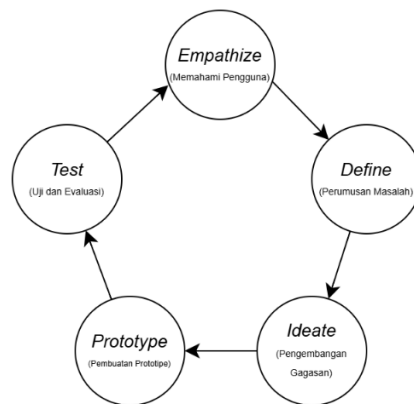 Empathize
(Memahami Pengguna)
Define
(Perumusan Masalah)
Ideate
(Pengembangan
Gagasan)
Prototype
(Pembuatan Prototipe)
Test
(Uji dan Evaluasi)